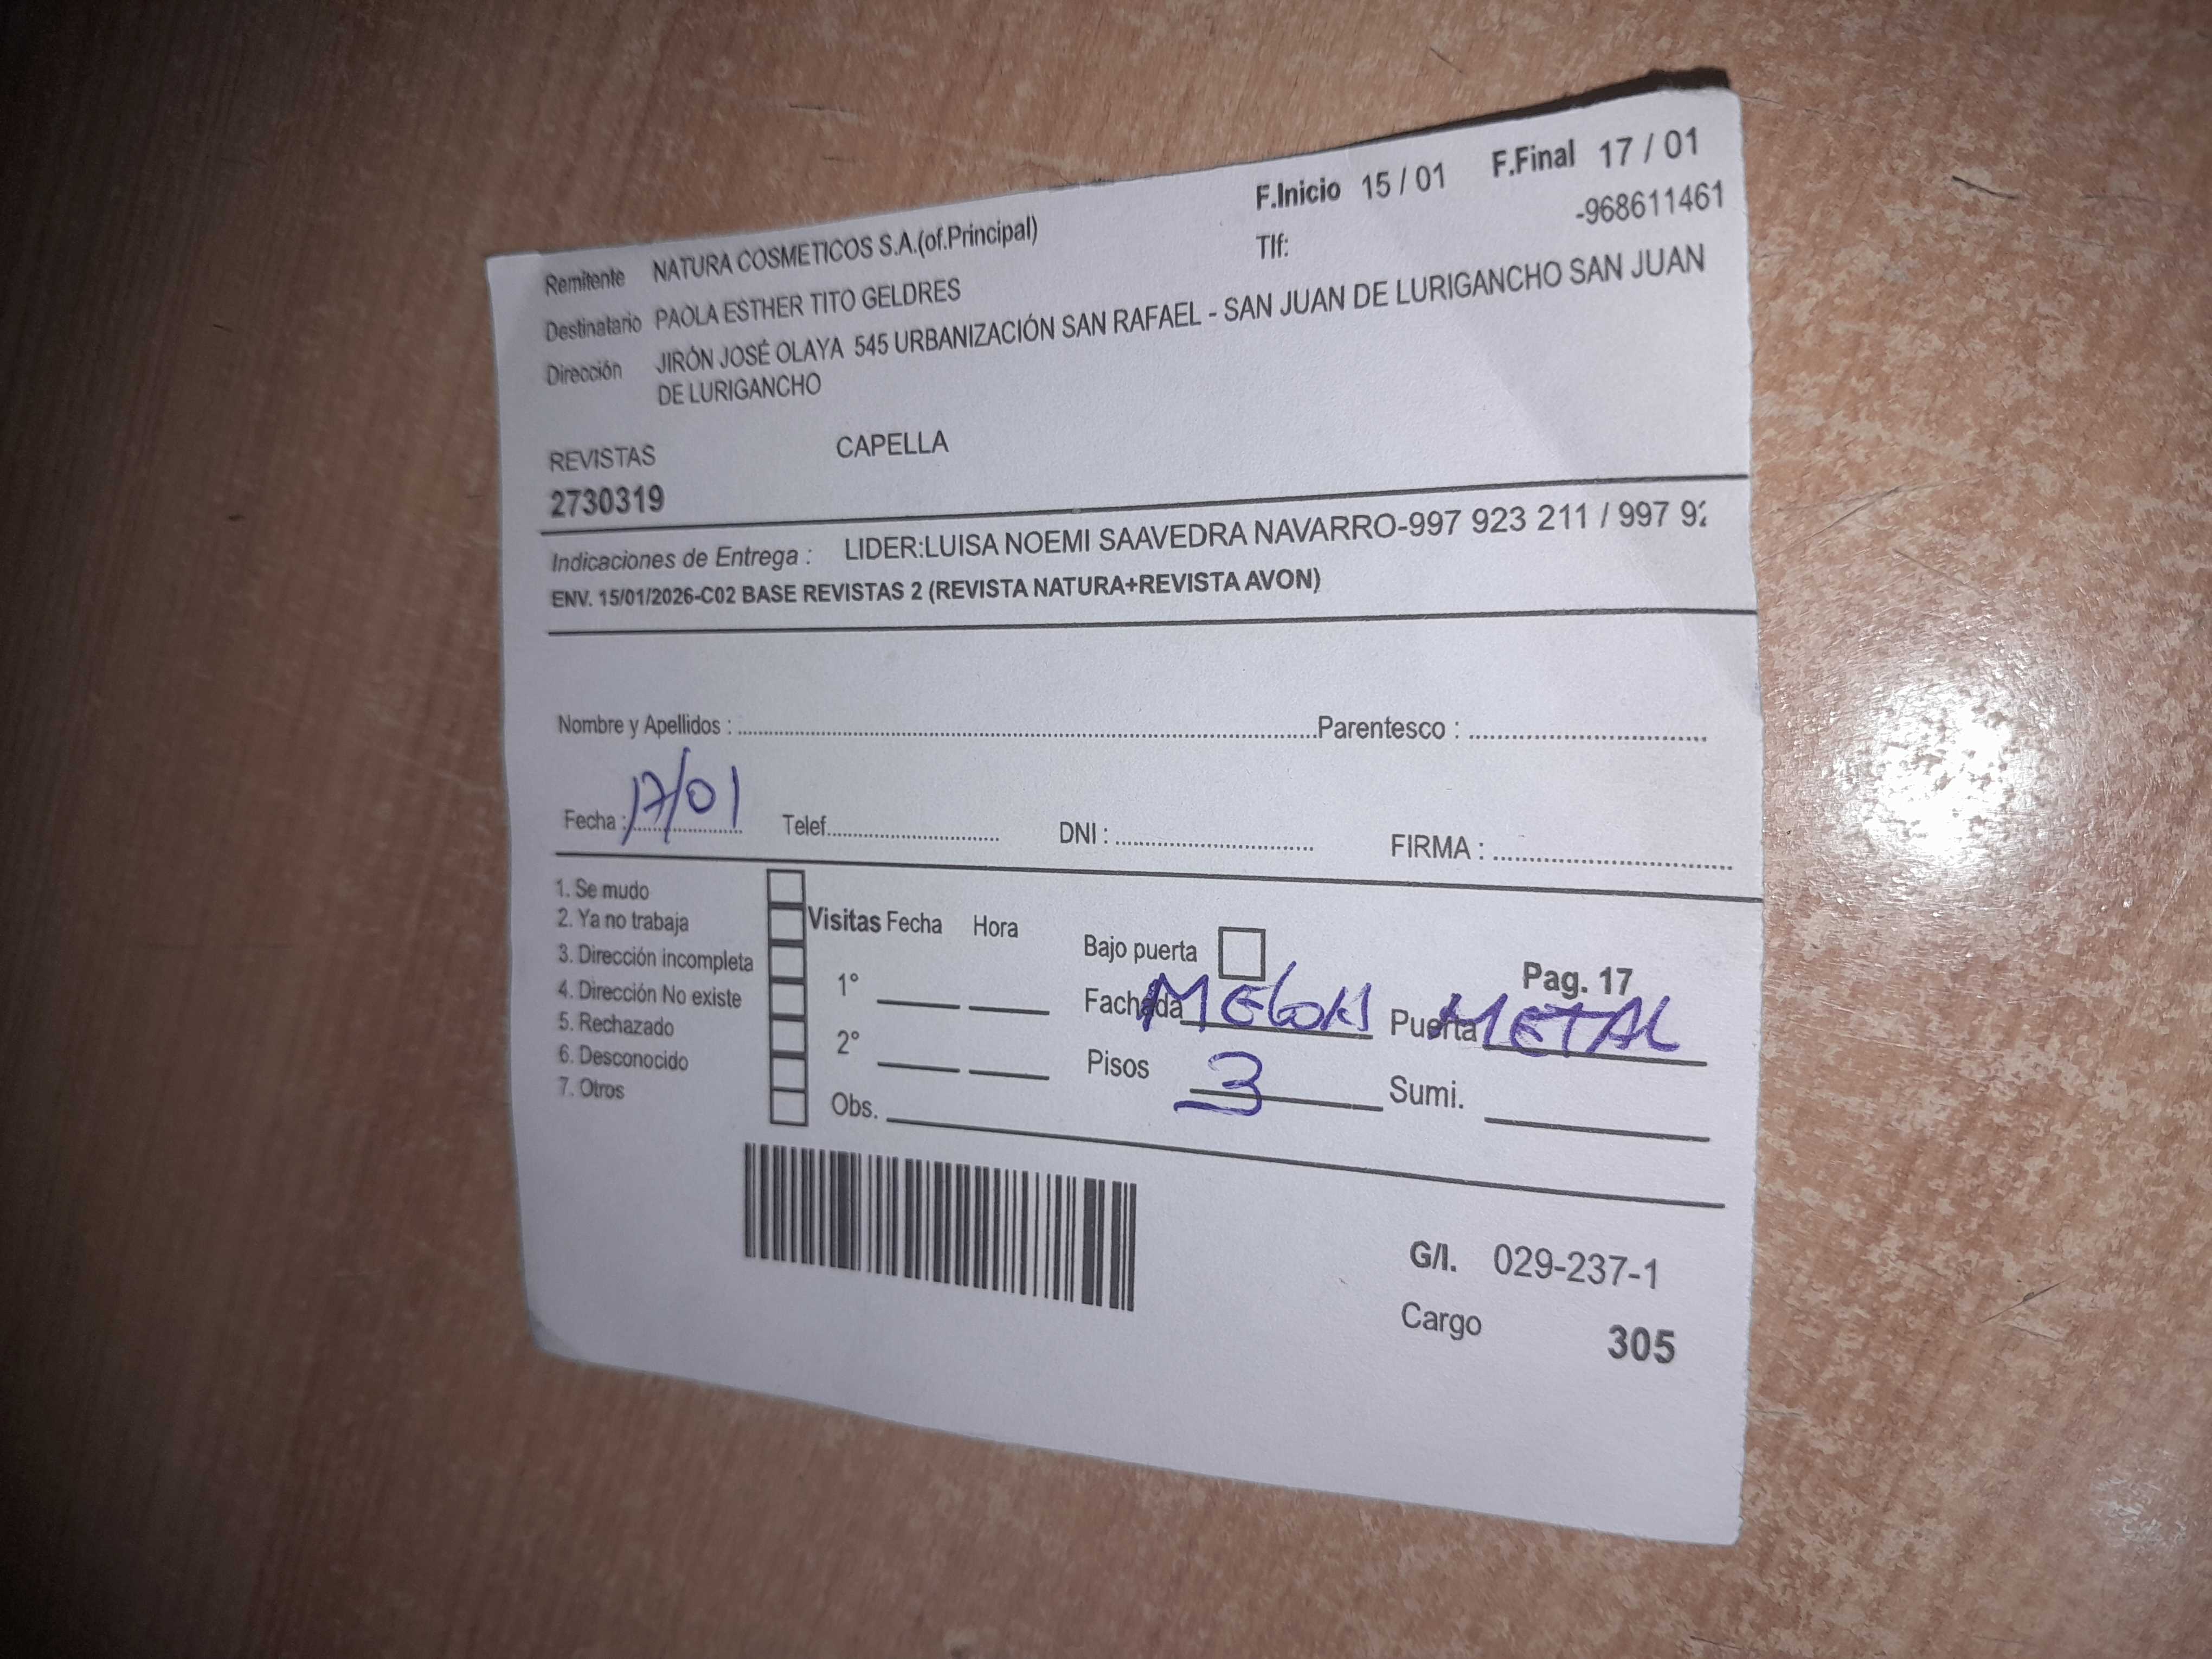 F.Inicio 15 / 01 F.Final 17 / 01
Remitente NATURA COSMETICOS S.A.(of.Principal) Tlf: -968611461
Destinatario PAOLA ESTHER TITO GELDRES
Dirección JIRÓN JOSÉ OLAYA 545 URBANIZACIÓN SAN RAFAEL - SAN JUAN DE LURIGANCHO SAN JUAN
DE LURIGANCHO
REVISTAS CAPELLA
2730319
Indicaciones de Entrega : LIDER:LUISA NOEMI SAAVEDRA NAVARRO-997 923 211 / 997 92
ENV. 15/01/2026-C02 BASE REVISTAS 2 (REVISTA NATURA+REVISTA AVON)
Nombre y Apellidos : Parentesco :
Fecha : 17/01 Telef. DNI : FIRMA :
1. Se mudo
2. Ya no trabaja
3. Dirección incompleta
4. Dirección No existe
5. Rechazado
6. Desconocido
7. Otros
Visitas Fecha Hora
1°
2°
Obs.
Bajo puerta Pag. 17
Fachada MELON Puerta METAL
Pisos 3 Sumi.
G/I. 029-237-1
Cargo 305